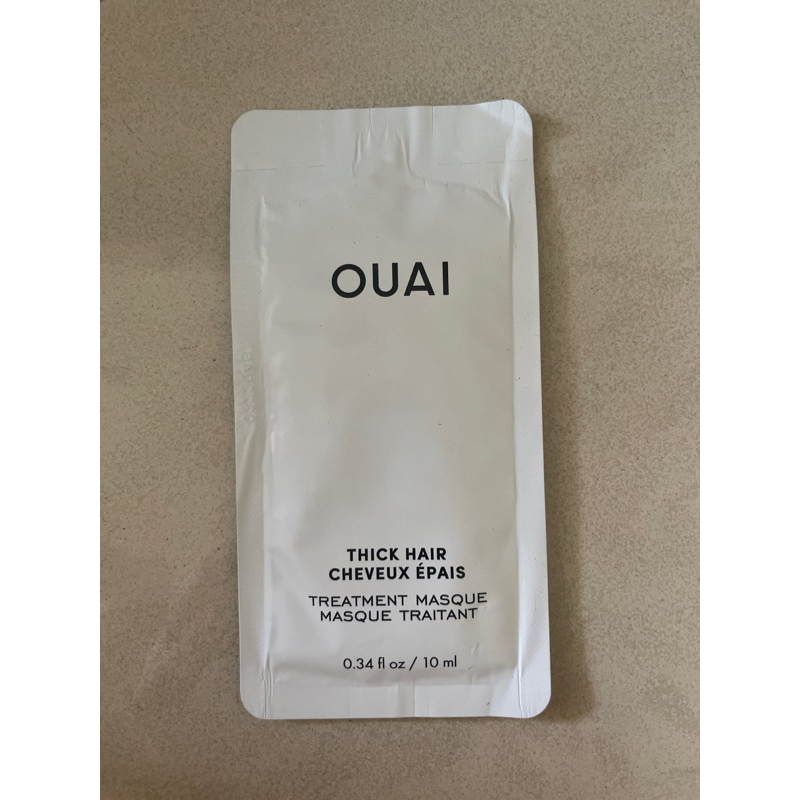 OUAI
THICK HAIR
CHEVEUX ÉPAIS
TREATMENT MASQUE
MASQUE TRAITANT
0.34 fl oz / 10 ml